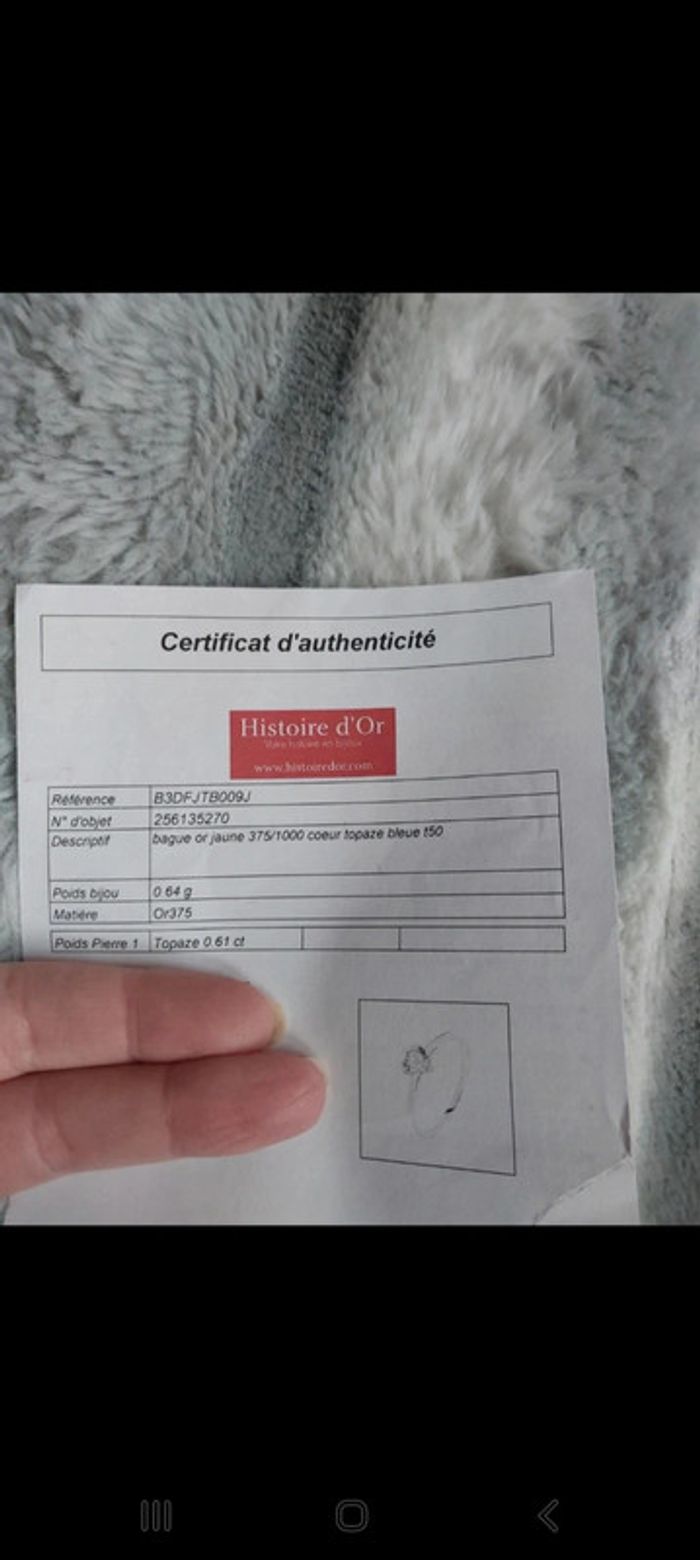 Certificat d'authenticité
Histoire d'Or
www.histoiredor.com
Référence B3DFJTB009J
N° d'objet 256135270
Descriptif bague or jaune 375/1000 coeur topaze bleue t50
Poids bijou 0.64 g
Matière Or375
Poids Pierre 1 Topaze 0.61 ct